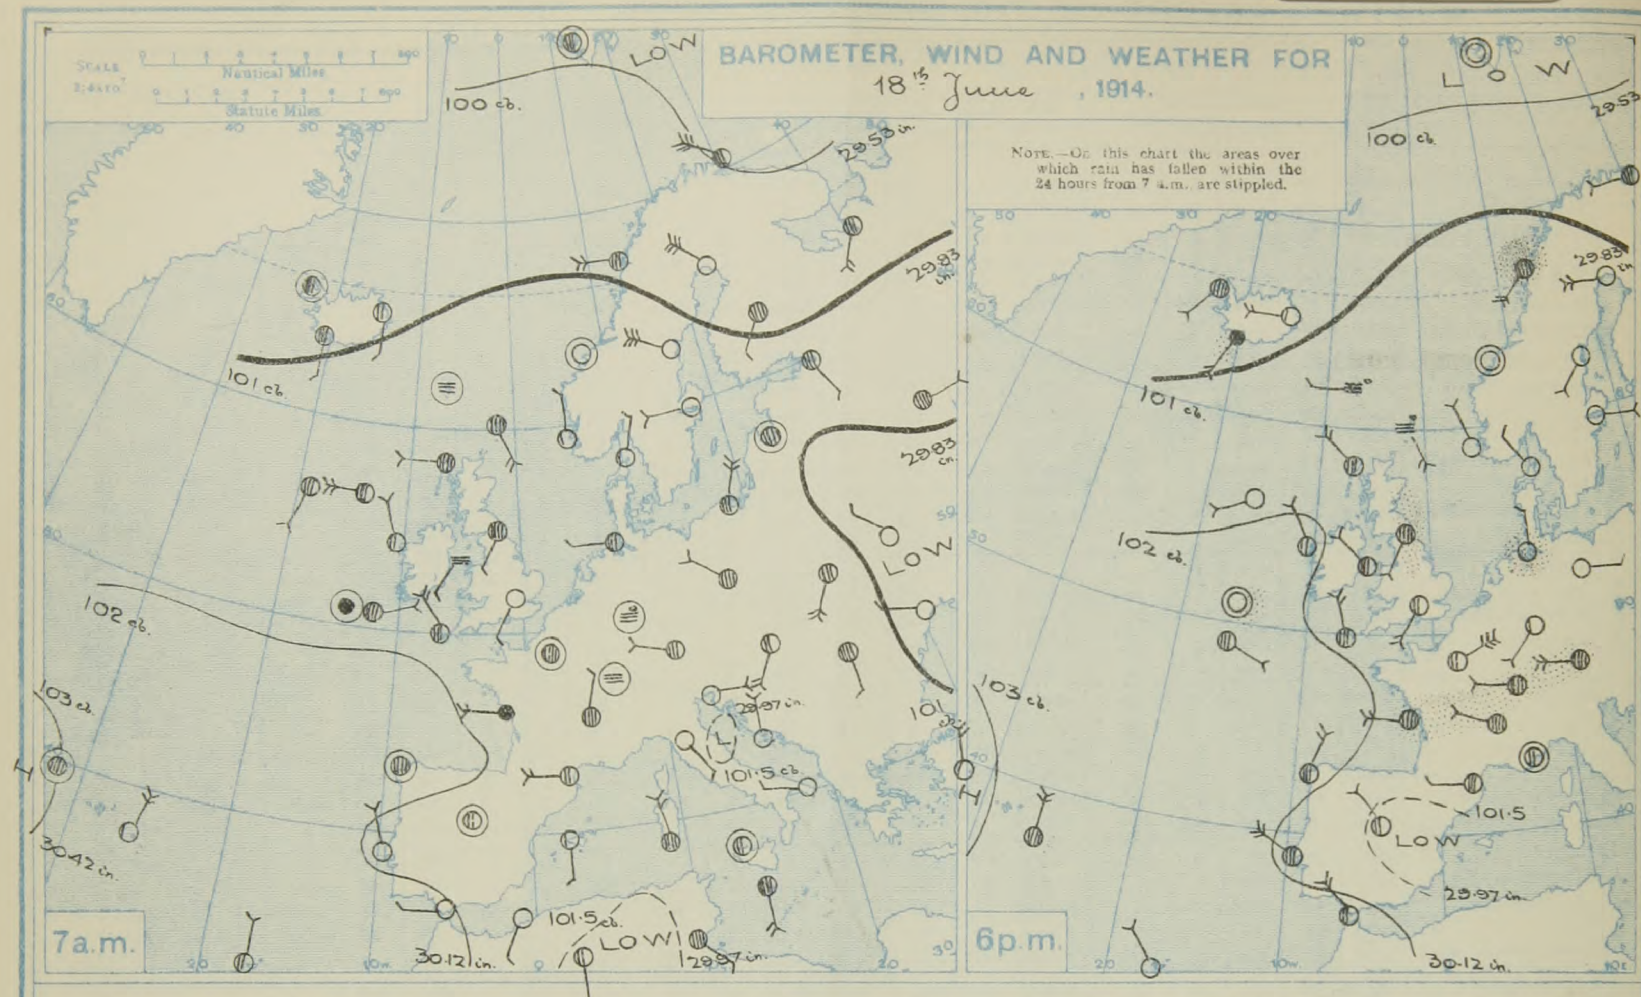 SCALE
Nautical Miles
Statute Miles
BAROMETER, WIND AND WEATHER FOR
18th June , 1914.
NOTE.—On this chart the areas over
which rain has fallen within the
24 hours from 7 a.m. are stippled.
LOW
100 cb.
29.53 in.
101 cb.
29.83 in.
29.83 in.
LOW
102 cb.
103 cb.
30.42 in.
29.97 in.
L
101.5 cb.
101 cb.
101.5 cb.
LOW
30.12 in.
29.97 in.
7 a.m.
LOW
100 cb.
29.53
29.83 in.
101 cb.
102 cb.
103 cb.
101.5
LOW
29.97 in.
30.12 in.
6 p.m.